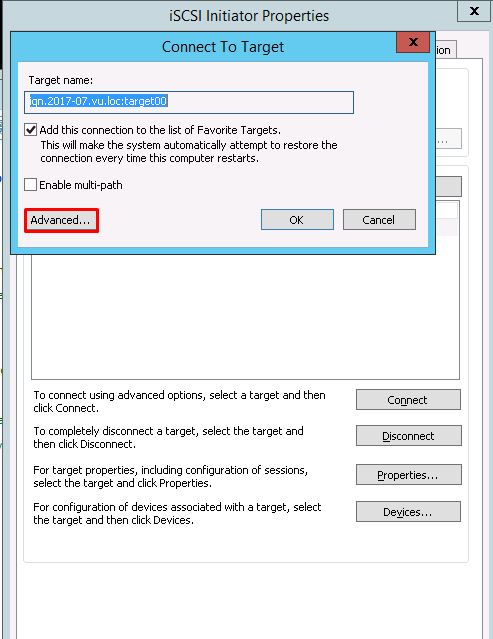 iSCSI Initiator Properties
x
Connect To Target
x
ion
Target name:
iqn.2017-07.vu.loc:target00
Add this connection to the list of Favorite Targets.
This will make the system automatically attempt to restore the
connection every time this computer restarts.
Enable multi-path
...
Advanced...
OK
Cancel
To connect using advanced options, select a target and then
click Connect.
Connect
To completely disconnect a target, select the target and
then click Disconnect.
Disconnect
For target properties, including configuration of sessions,
select the target and click Properties.
Properties...
For configuration of devices associated with a target, select
the target and then click Devices.
Devices...